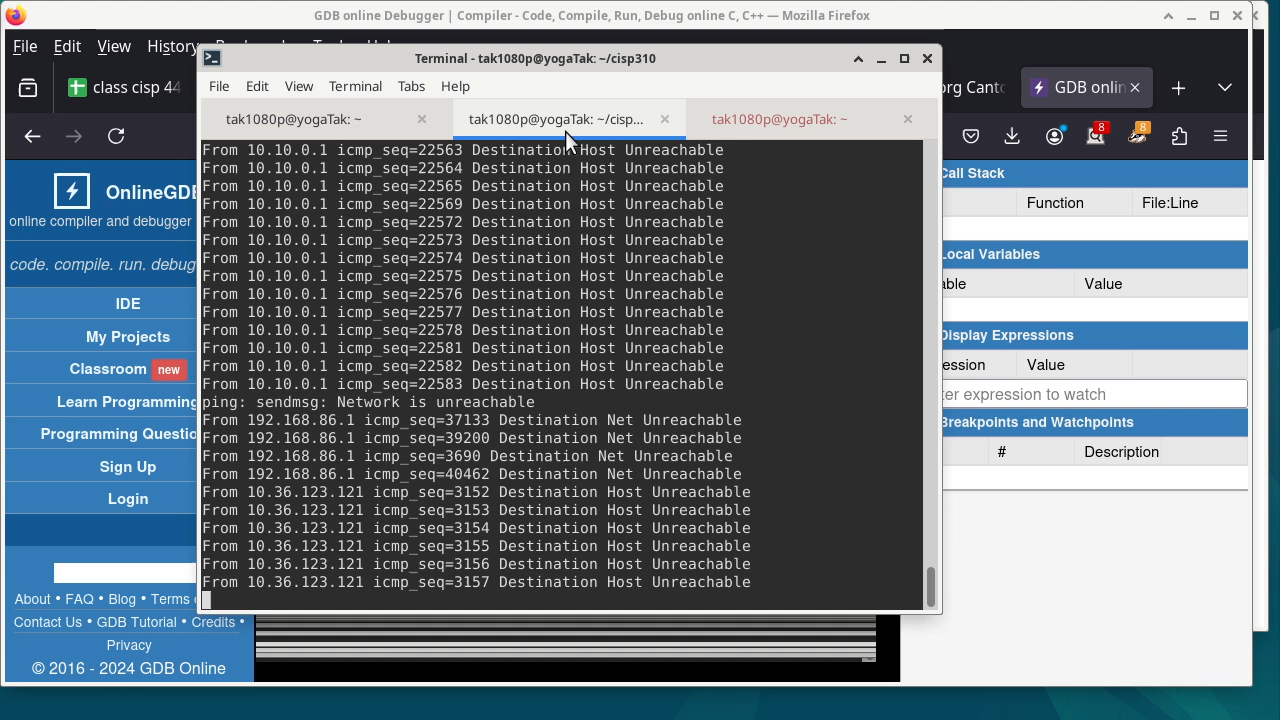 GDB online Debugger | Compiler - Code, Compile, Run, Debug online C, C++ — Mozilla Firefox
File Edit View History
class cisp 44
org Canto
GDB onlin
8
8
Terminal - tak1080p@yogaTak: ~/cisp310
File Edit View Terminal Tabs Help
tak1080p@yogaTak: ~
tak1080p@yogaTak: ~/cisp...
tak1080p@yogaTak: ~
From 10.10.0.1 icmp_seq=22563 Destination Host Unreachable
From 10.10.0.1 icmp_seq=22564 Destination Host Unreachable
From 10.10.0.1 icmp_seq=22565 Destination Host Unreachable
From 10.10.0.1 icmp_seq=22569 Destination Host Unreachable
From 10.10.0.1 icmp_seq=22572 Destination Host Unreachable
From 10.10.0.1 icmp_seq=22573 Destination Host Unreachable
From 10.10.0.1 icmp_seq=22574 Destination Host Unreachable
From 10.10.0.1 icmp_seq=22575 Destination Host Unreachable
From 10.10.0.1 icmp_seq=22576 Destination Host Unreachable
From 10.10.0.1 icmp_seq=22577 Destination Host Unreachable
From 10.10.0.1 icmp_seq=22578 Destination Host Unreachable
From 10.10.0.1 icmp_seq=22581 Destination Host Unreachable
From 10.10.0.1 icmp_seq=22582 Destination Host Unreachable
From 10.10.0.1 icmp_seq=22583 Destination Host Unreachable
ping: sendmsg: Network is unreachable
From 192.168.86.1 icmp_seq=37133 Destination Net Unreachable
From 192.168.86.1 icmp_seq=39200 Destination Net Unreachable
From 192.168.86.1 icmp_seq=3690 Destination Net Unreachable
From 192.168.86.1 icmp_seq=40462 Destination Net Unreachable
From 10.36.123.121 icmp_seq=3152 Destination Host Unreachable
From 10.36.123.121 icmp_seq=3153 Destination Host Unreachable
From 10.36.123.121 icmp_seq=3154 Destination Host Unreachable
From 10.36.123.121 icmp_seq=3155 Destination Host Unreachable
From 10.36.123.121 icmp_seq=3156 Destination Host Unreachable
From 10.36.123.121 icmp_seq=3157 Destination Host Unreachable
OnlineGDB
online compiler and debugger
code. compile. run. debug
IDE
My Projects
Classroom new
Learn Programming
Programming Questio
Sign Up
Login
About • FAQ • Blog • Terms
Contact Us • GDB Tutorial • Credits •
Privacy
© 2016 - 2024 GDB Online
Call Stack
Function File:Line
Local Variables
able Value
Display Expressions
ession Value
er expression to watch
Breakpoints and Watchpoints
# Description